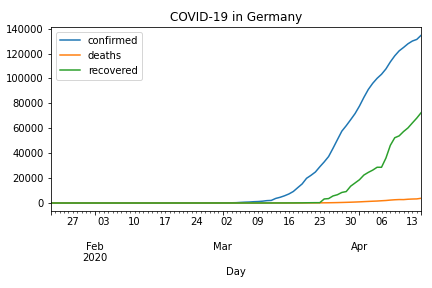 COVID-19 in Germany
confirmed
deaths
recovered
140000
120000
100000
80000
60000
40000
20000
0
27 03 10 17 24 02 09 16 23 30 06 13
Feb Mar Apr
2020
Day